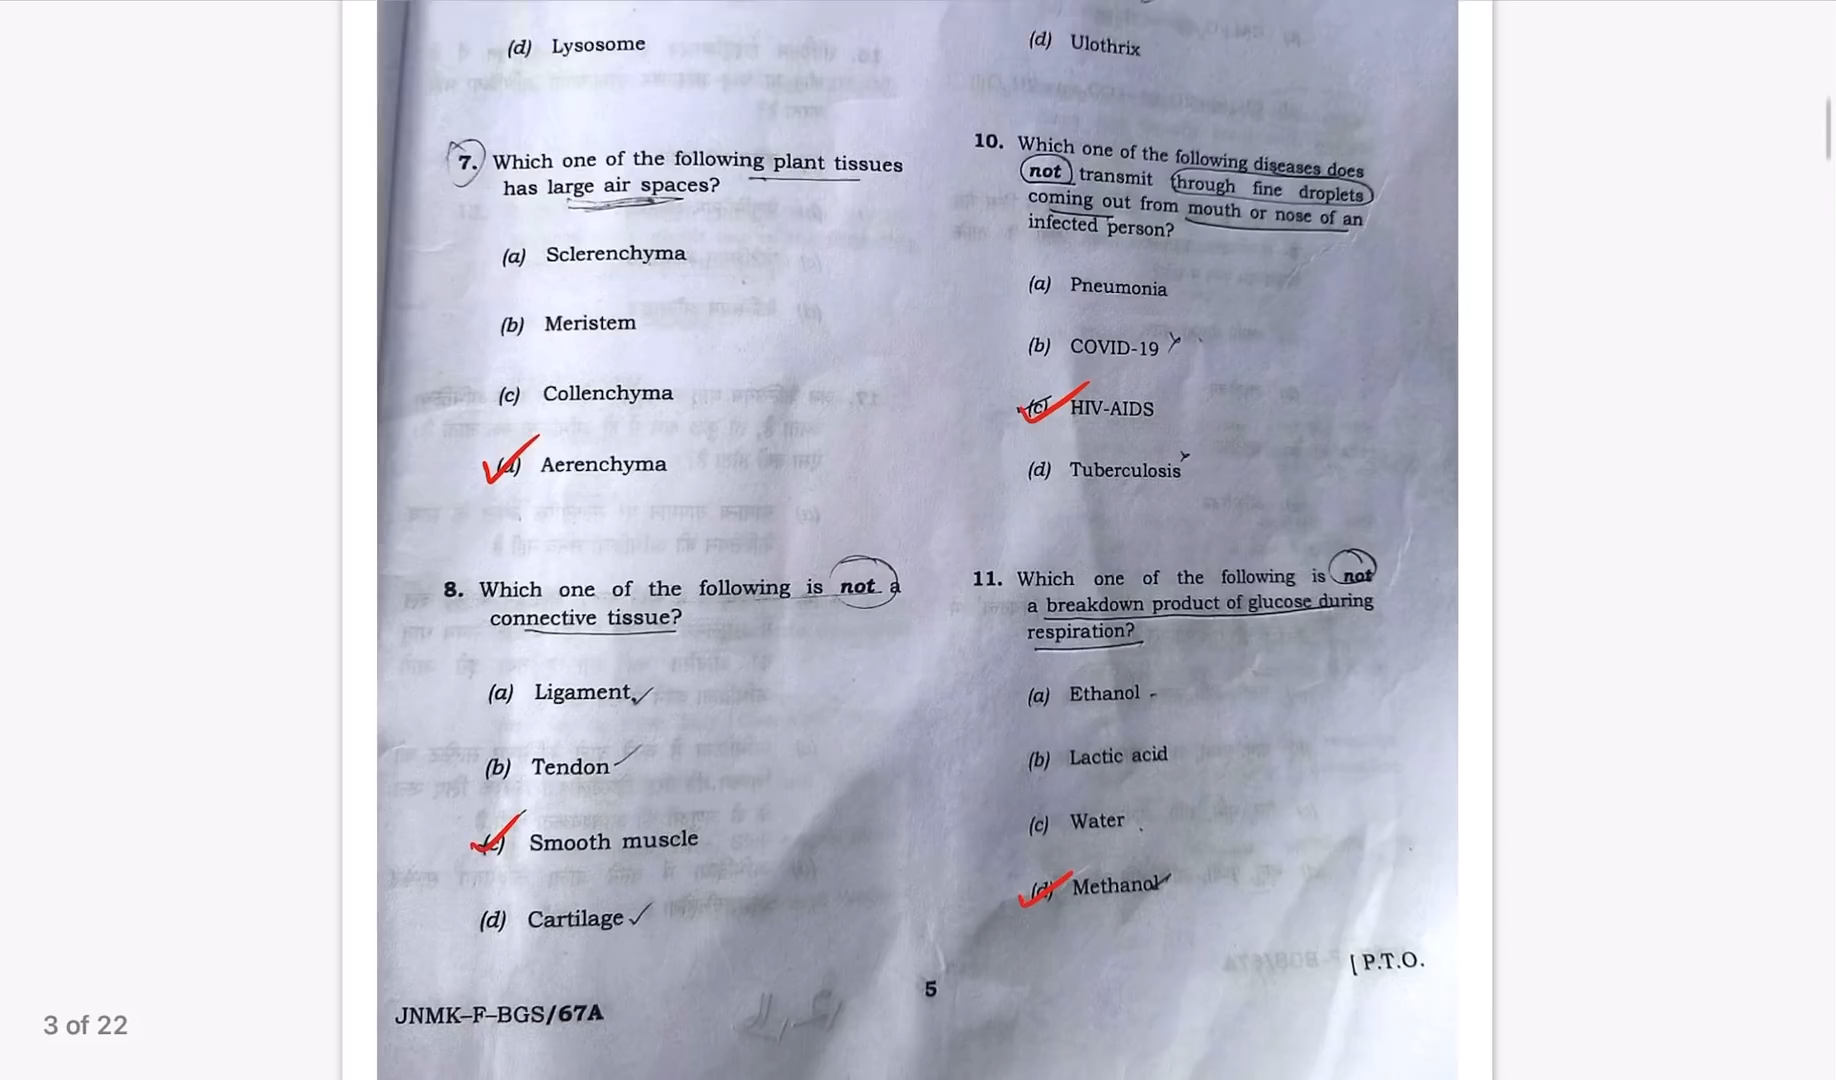 (d) Lysosome
7. Which one of the following plant tissues
has large air spaces?
(a) Sclerenchyma
(b) Meristem
(c) Collenchyma
(d) Aerenchyma
8. Which one of the following is not a
connective tissue?
(a) Ligament
(b) Tendon
(c) Smooth muscle
(d) Cartilage
(d) Ulothrix
10. Which one of the following diseases does
not transmit through fine droplets
coming out from mouth or nose of an
infected person?
(a) Pneumonia
(b) COVID-19
(c) HIV-AIDS
(d) Tuberculosis
11. Which one of the following is not
a breakdown product of glucose during
respiration?
(a) Ethanol
(b) Lactic acid
(c) Water
(d) Methanol
[ P.T.O.
5
JNMK–F–BGS/67A
3 of 22